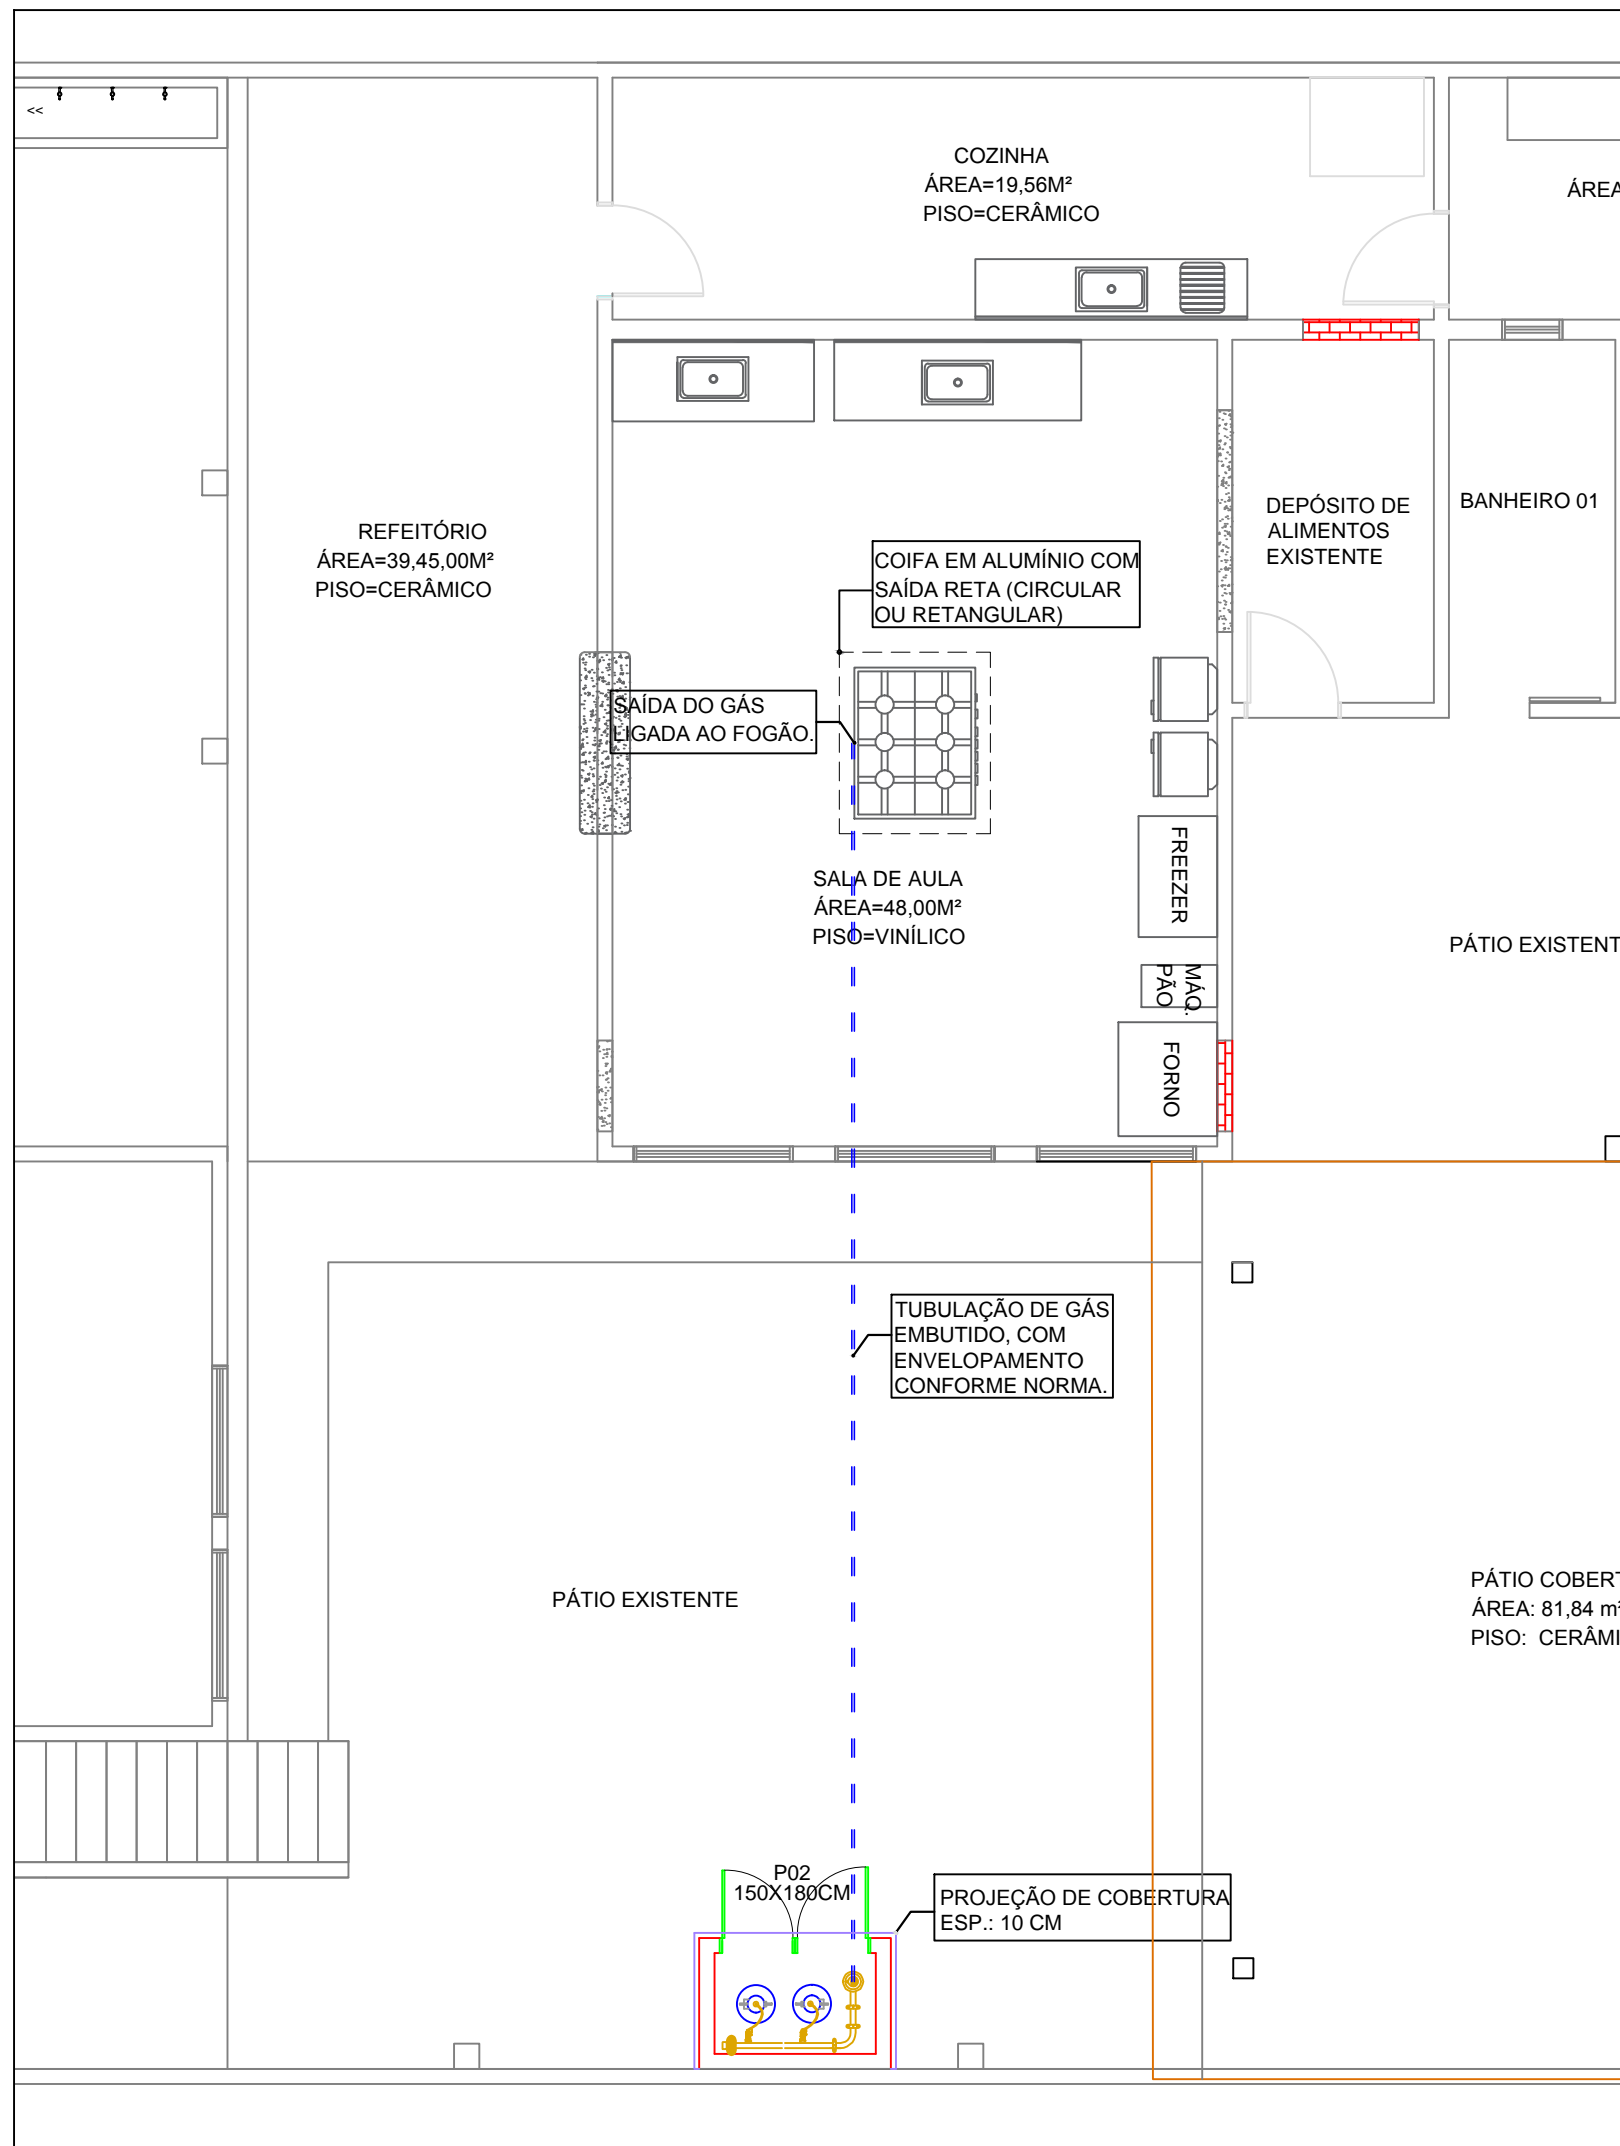 <<
COZINHA
ÁREA=19,56M²
PISO=CERÂMICO
ÁREA
REFEITÓRIO
ÁREA=39,45,00M²
PISO=CERÂMICO
DEPÓSITO DE
ALIMENTOS
EXISTENTE
BANHEIRO 01
COIFA EM ALUMÍNIO COM
SAÍDA RETA (CIRCULAR
OU RETANGULAR)
SAÍDA DO GÁS
LIGADA AO FOGÃO.
SALA DE AULA
ÁREA=48,00M²
PISO=VINÍLICO
FREEZER
MÁQ.
PÃO
FORNO
PÁTIO EXISTENT
TUBULAÇÃO DE GÁS
EMBUTIDO, COM
ENVELOPAMENTO
CONFORME NORMA.
PÁTIO EXISTENTE
PÁTIO COBERT
ÁREA: 81,84 m²
PISO: CERÂMI
P02
150X180CM
PROJEÇÃO DE COBERTURA
ESP.: 10 CM